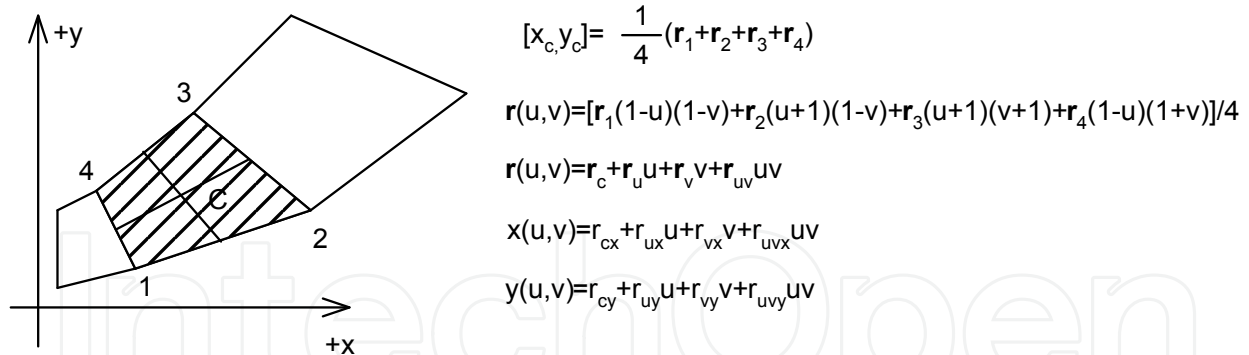 +y
3
4
C
2
1
+x
[x_c,y_c]= 1/4 (r_1+r_2+r_3+r_4)
r(u,v)=[r_1(1-u)(1-v)+r_2(u+1)(1-v)+r_3(u+1)(v+1)+r_4(1-u)(1+v)]/4
r(u,v)=r_c+r_uu+r_vv+r_uvuv
x(u,v)=r_cx+r_uxu+r_vxv+r_uvxuv
y(u,v)=r_cy+r_uyu+r_vyv+r_uvyuv
IntechOpen